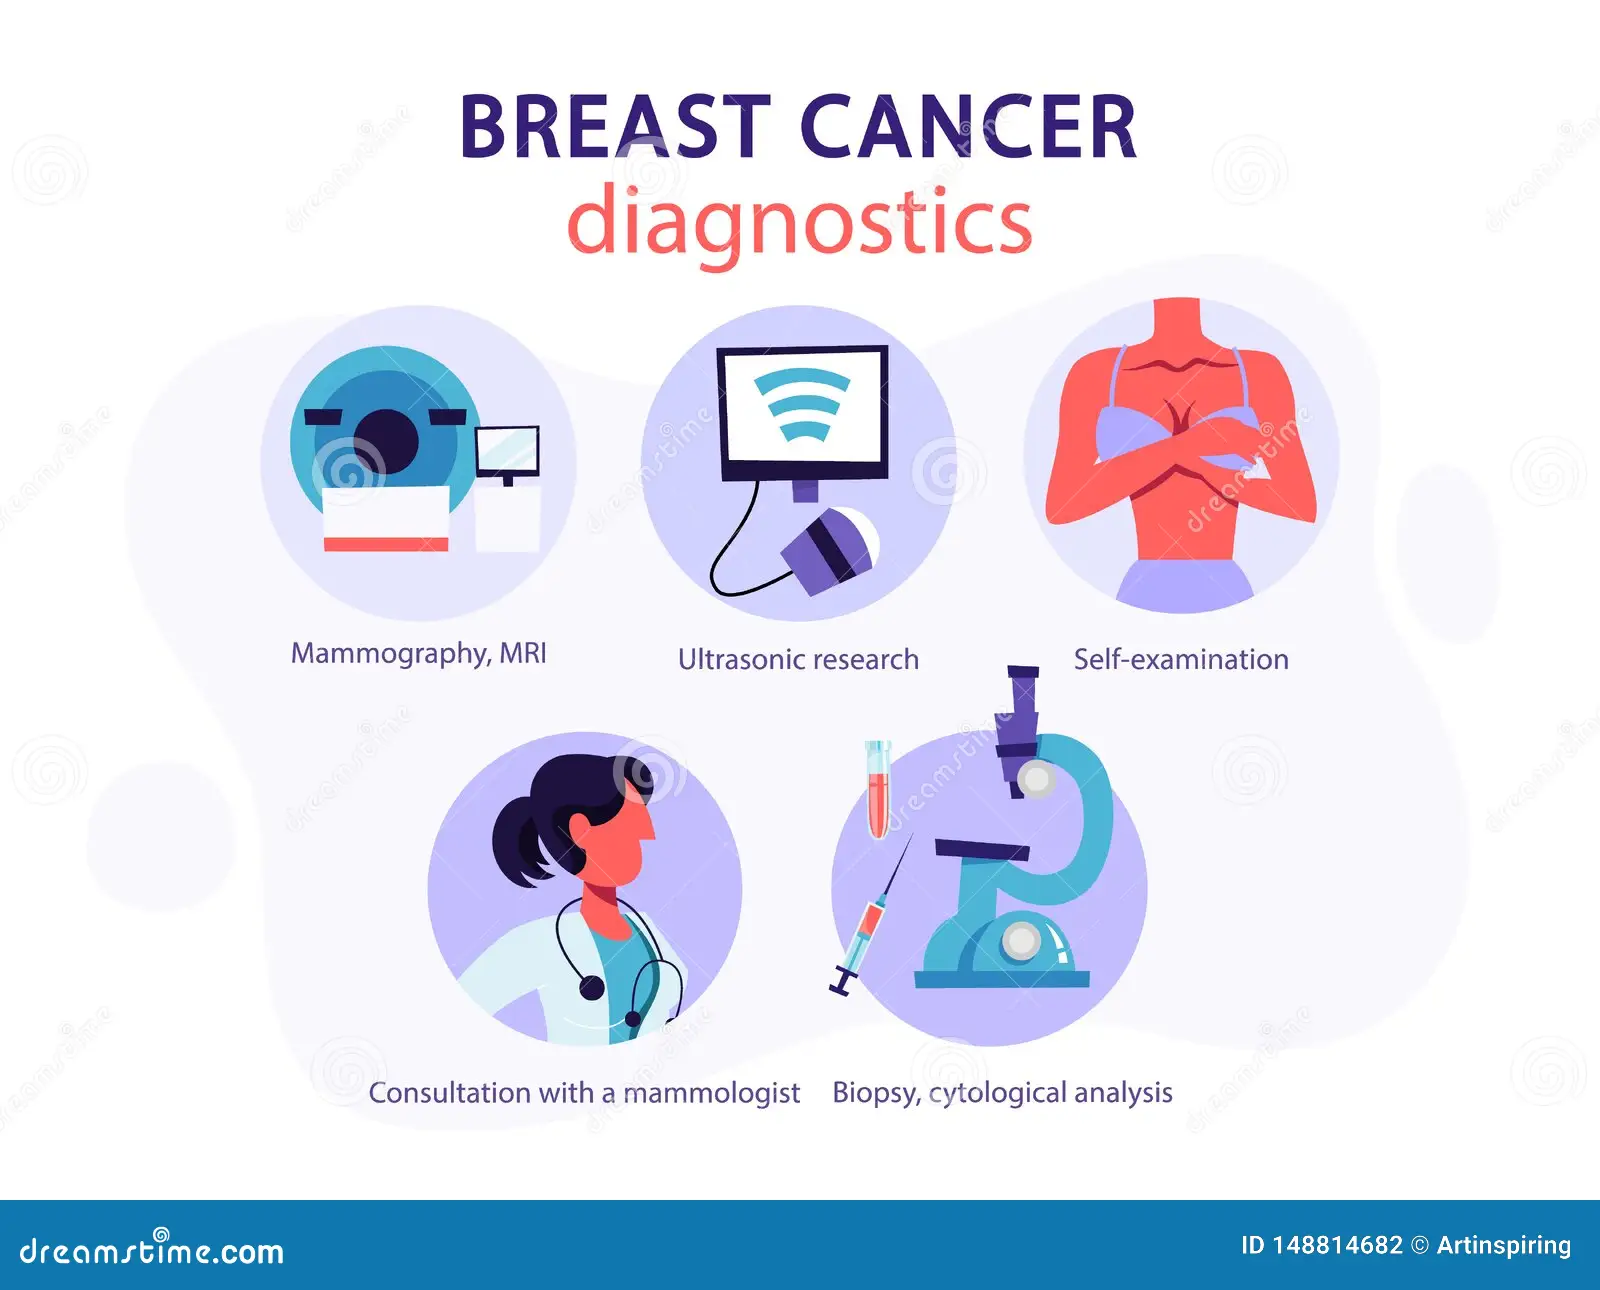 BREAST CANCER
diagnostics
Mammography, MRI
Ultrasonic research
Self-examination
Consultation with a mammologist
Biopsy, cytological analysis
dreamstime.com
ID 148814682 © Artinspiring